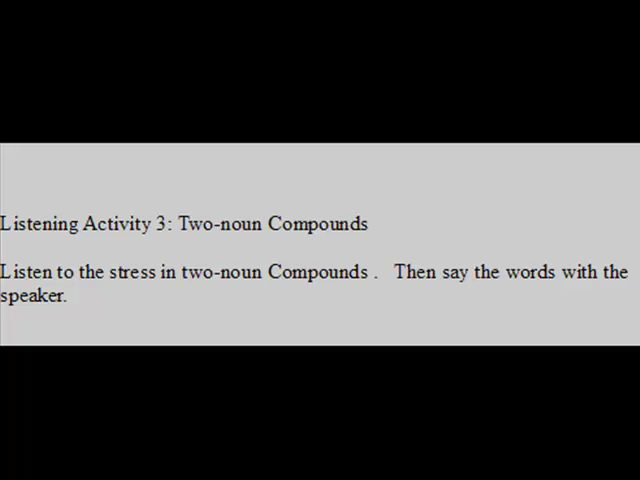 Listening Activity 3: Two-noun Compounds
Listen to the stress in two-noun Compounds .   Then say the words with the
speaker.